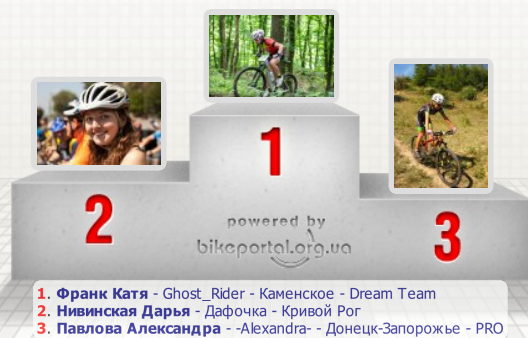 1
2
3
powered by
bikeportal.org.ua
1. Франк Катя - Ghost_Rider - Каменское - Dream Team
2. Нивинская Дарья - Дафочка - Кривой Рог
3. Павлова Александра - -Alexandra- - Донецк-Запорожье - PRO